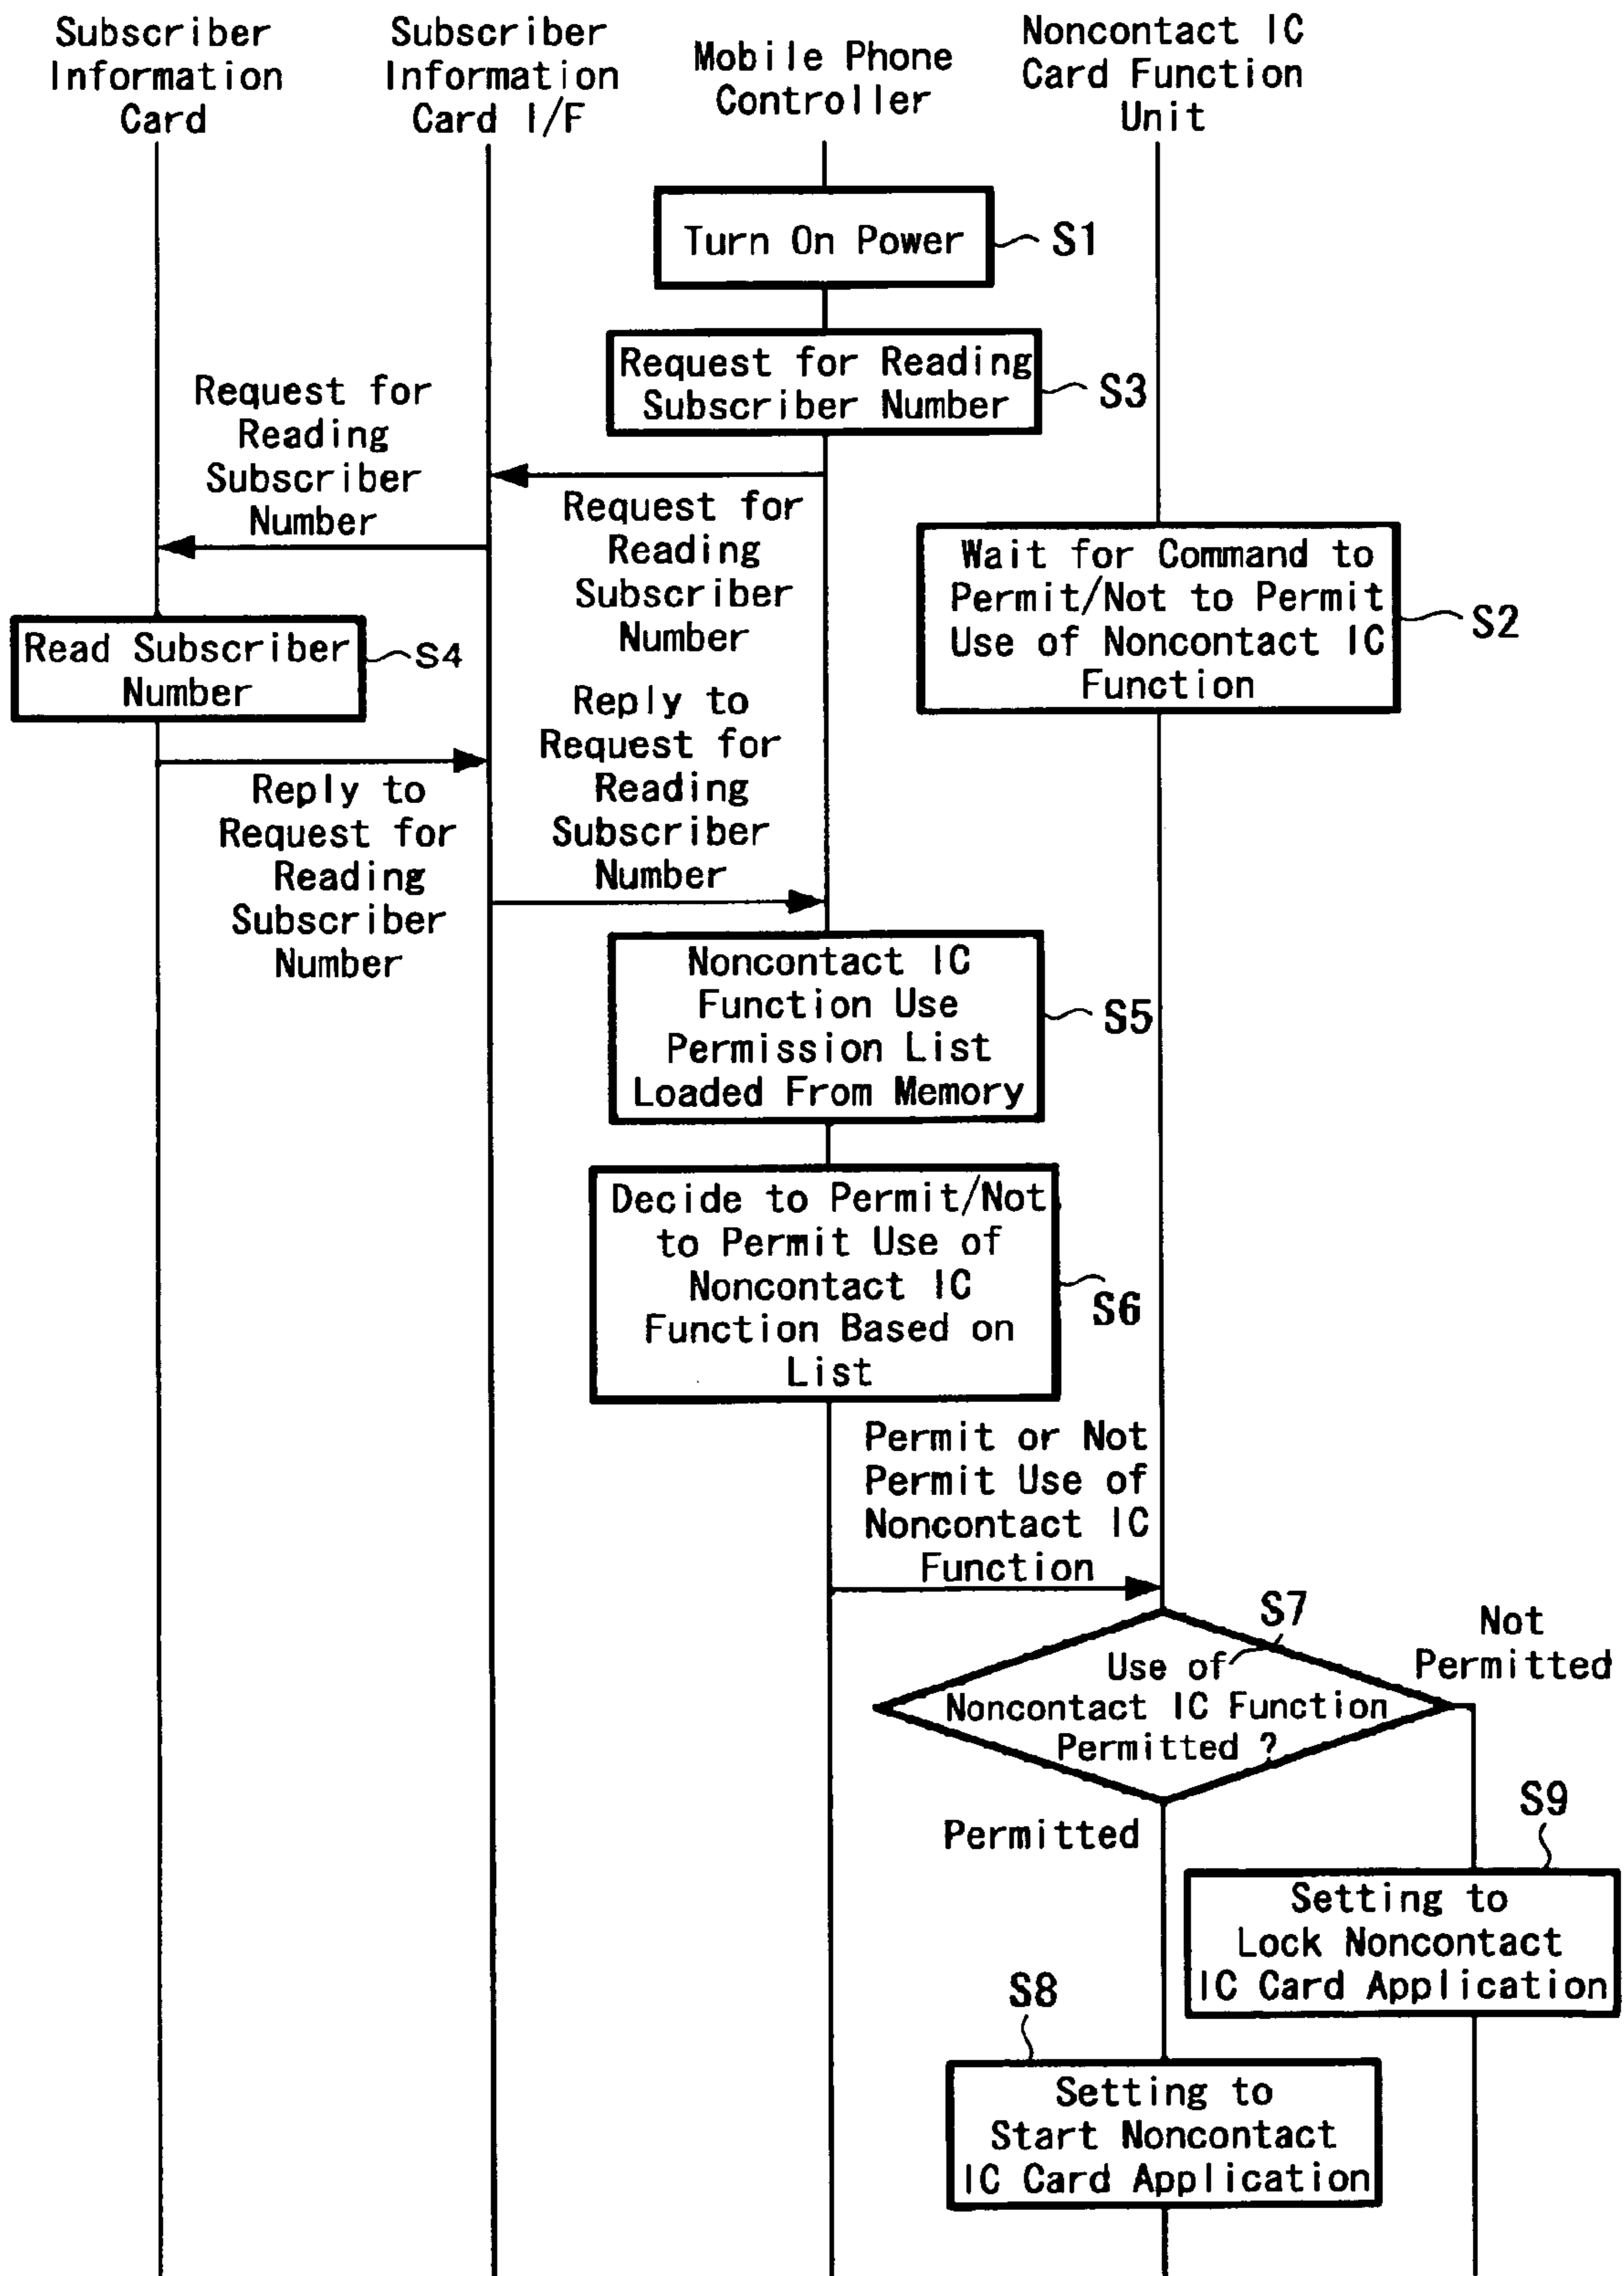 Subscriber
Information
Card
Subscriber
Information
Card I/F
Mobile Phone
Controller
Noncontact IC
Card Function
Unit
Turn On Power
S1
Request for Reading
Subscriber Number
S3
Request for
Reading
Subscriber
Number
Request for
Reading
Subscriber
Number
Wait for Command to
Permit/Not to Permit
Use of Noncontact IC
Function
S2
Read Subscriber
Number
S4
Reply to
Request for
Reading
Subscriber
Number
Reply to
Request for
Reading
Subscriber
Number
Noncontact IC
Function Use
Permission List
Loaded From Memory
S5
Decide to Permit/Not
to Permit Use of
Noncontact IC
Function Based on
List
S6
Permit or Not
Permit Use of
Noncontact IC
Function
S7
Use of
Noncontact IC Function
Permitted ?
Not
Permitted
Permitted
S9
Setting to
Lock Noncontact
IC Card Application
S8
Setting to
Start Noncontact
IC Card Application